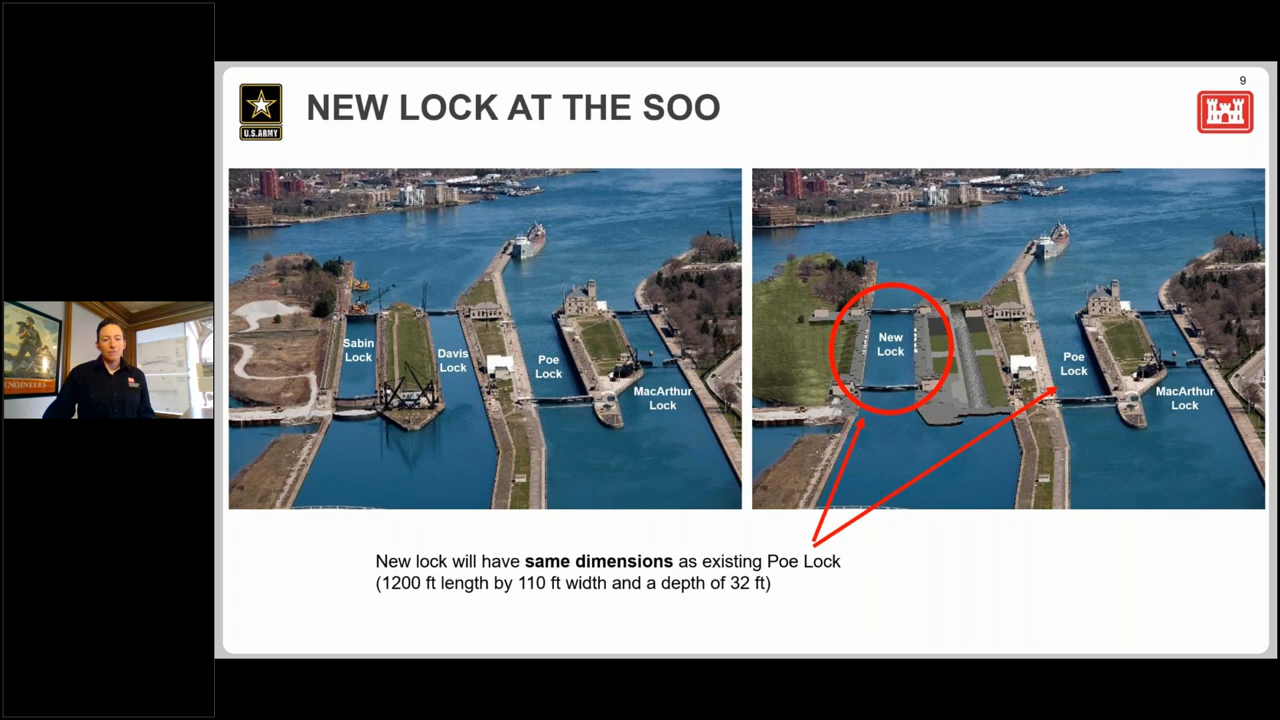 9
U.S.ARMY
NEW LOCK AT THE SOO
Sabin
Lock
Davis
Lock
Poe
Lock
MacArthur
Lock
New
Lock
Poe
Lock
MacArthur
Lock
New lock will have same dimensions as existing Poe Lock
(1200 ft length by 110 ft width and a depth of 32 ft)
ENGINEERS